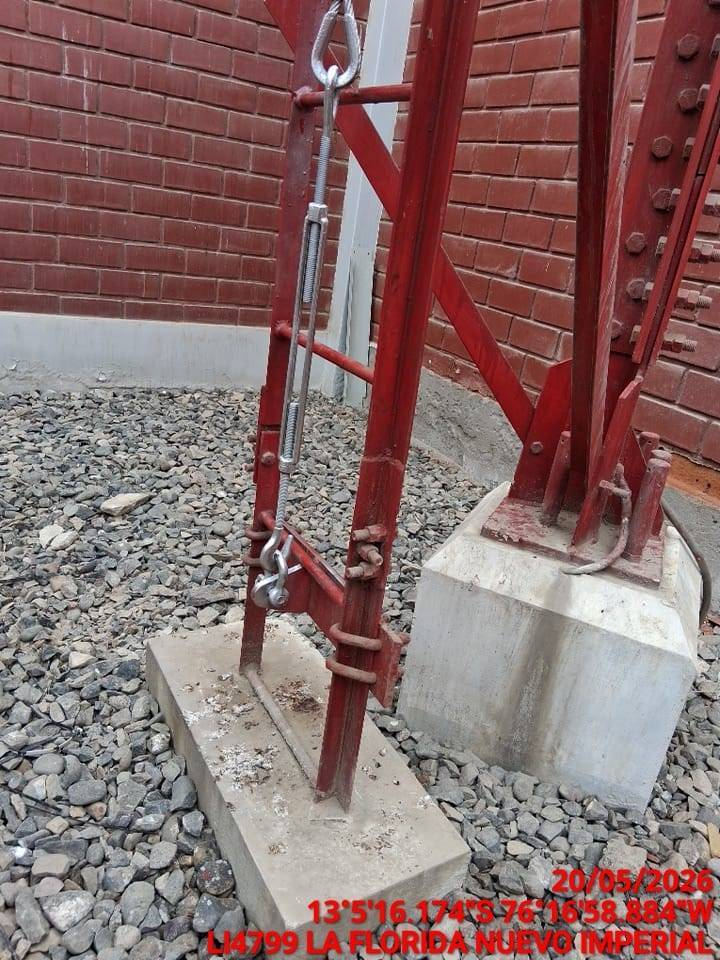 20/05/2026
13°5'16.174"S 76°16'58.884"W
LI4799 LA FLORIDA NUEVO IMPERIAL